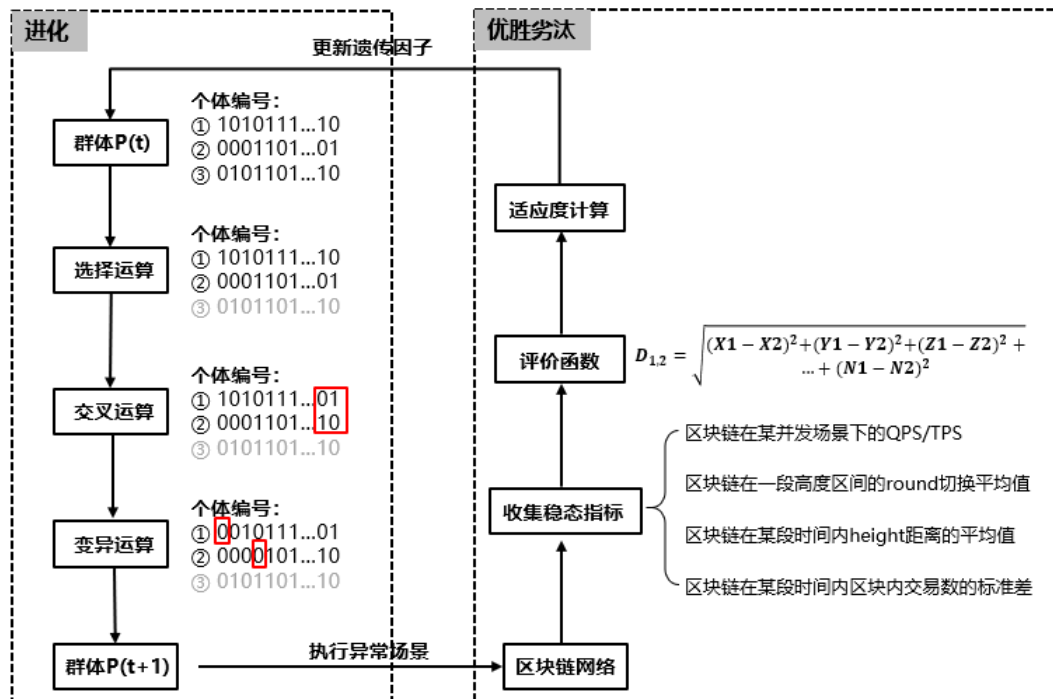 进化
优胜劣汰
更新遗传因子
群体P(t)
个体编号：
① 1010111...10
② 0001101...01
③ 0101101...10
选择运算
个体编号：
① 1010111...10
② 0001101...01
③ 0101101...10
交叉运算
个体编号：
① 1010111...01
② 0001101...10
③ 0101101...10
变异运算
个体编号：
① 0010111...01
② 0000101...10
③ 0101101...10
群体P(t+1)
执行异常场景
区块链网络
收集稳态指标
区块链在某并发场景下的QPS/TPS
区块链在一段高度区间的round切换平均值
区块链在某段时间内height距离的平均值
区块链在某段时间内区块内交易数的标准差
评价函数
D1,2 = √(X1 − X2)²+(Y1 − Y2)²+(Z1 − Z2)² +
… + (N1 − N2)²
适应度计算